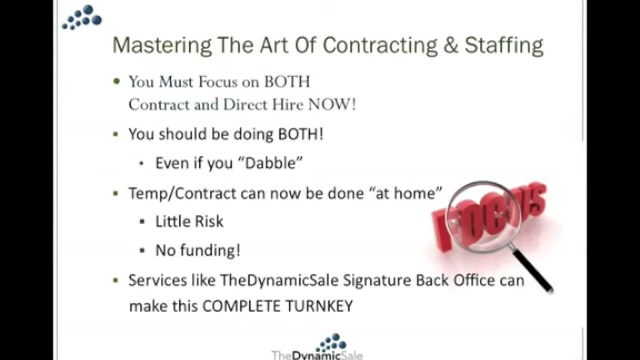 Mastering The Art Of Contracting & Staffing
• You Must Focus on BOTH
Contract and Direct Hire NOW!
▪ You should be doing BOTH!
• Even if you “Dabble”
▪ Temp/Contract can now be done “at home”
▪ Little Risk
▪ No funding!
FOCUS
▪ Services like TheDynamicSale Signature Back Office can
make this COMPLETE TURNKEY
TheDynamicSale